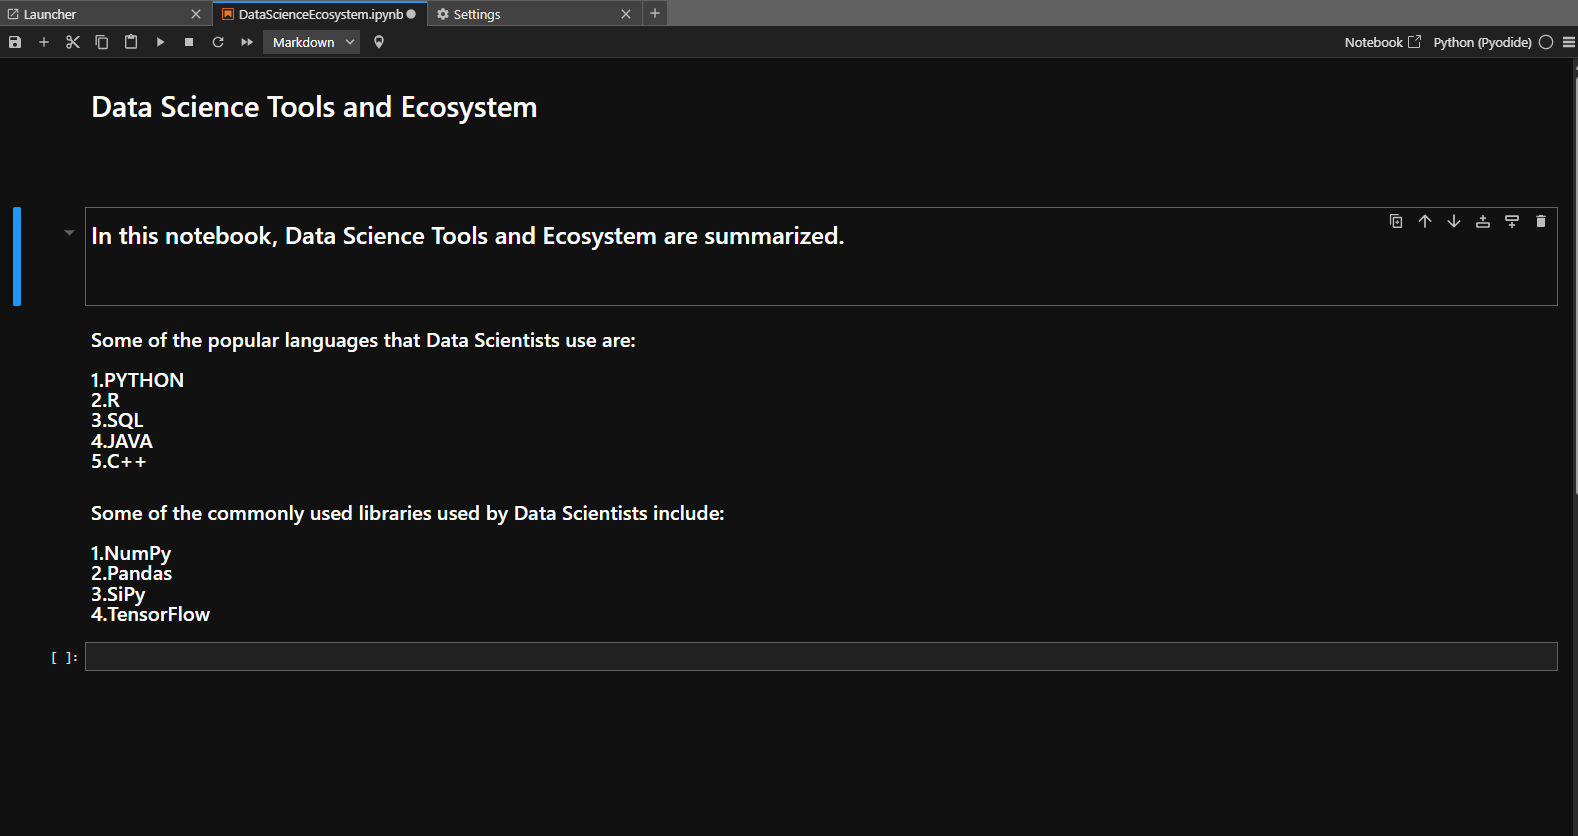 Launcher
DataScienceEcosystem.ipynb
Settings
Markdown
Notebook
Python (Pyodide)
Data Science Tools and Ecosystem
In this notebook, Data Science Tools and Ecosystem are summarized.
Some of the popular languages that Data Scientists use are:
1.PYTHON
2.R
3.SQL
4.JAVA
5.C++
Some of the commonly used libraries used by Data Scientists include:
1.NumPy
2.Pandas
3.SiPy
4.TensorFlow
[ ]: